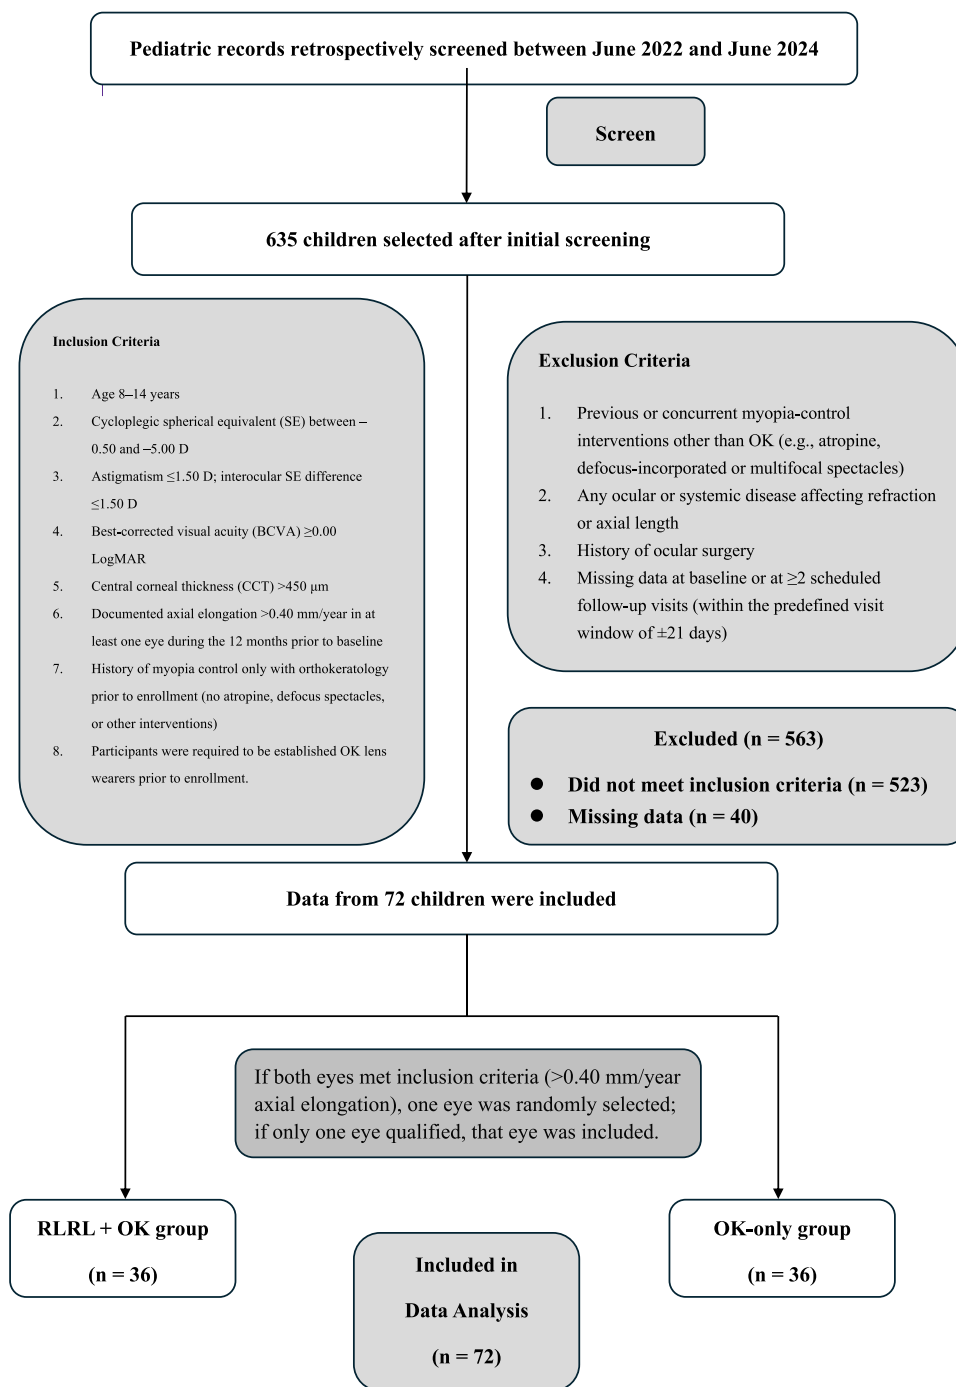 Pediatric records retrospectively screened between June 2022 and June 2024
Screen
635 children selected after initial screening
Inclusion Criteria
1. Age 8–14 years
2. Cycloplegic spherical equivalent (SE) between –
0.50 and –5.00 D
3. Astigmatism ≤1.50 D; interocular SE difference
≤1.50 D
4. Best-corrected visual acuity (BCVA) ≥0.00
LogMAR
5. Central corneal thickness (CCT) >450 μm
6. Documented axial elongation >0.40 mm/year in at
least one eye during the 12 months prior to baseline
7. History of myopia control only with orthokeratology
prior to enrollment (no atropine, defocus spectacles,
or other interventions)
8. Participants were required to be established OK lens
wearers prior to enrollment.
Exclusion Criteria
1. Previous or concurrent myopia-control
interventions other than OK (e.g., atropine,
defocus-incorporated or multifocal spectacles)
2. Any ocular or systemic disease affecting refraction
or axial length
3. History of ocular surgery
4. Missing data at baseline or at ≥2 scheduled
follow-up visits (within the predefined visit
window of ±21 days)
Excluded (n = 563)
● Did not meet inclusion criteria (n = 523)
● Missing data (n = 40)
Data from 72 children were included
If both eyes met inclusion criteria (>0.40 mm/year
axial elongation), one eye was randomly selected;
if only one eye qualified, that eye was included.
RLRL + OK group
(n = 36)
OK-only group
(n = 36)
Included in
Data Analysis
(n = 72)